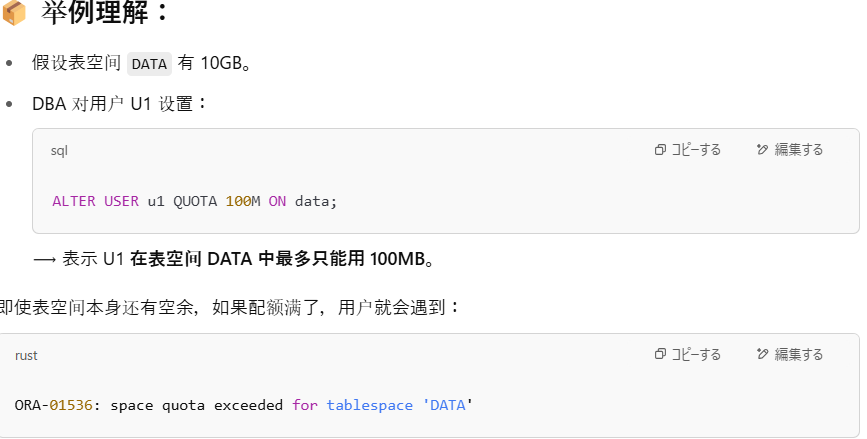 📦 举例理解：
• 假设表空间 DATA 有 10GB。
• DBA 对用户 U1 设置：
sql コピーする 編集する
ALTER USER u1 QUOTA 100M ON data;
⟶ 表示 U1 在表空间 DATA 中最多只能用 100MB。
即使表空间本身还有空余，如果配额满了，用户就会遇到：
rust コピーする 編集する
ORA-01536: space quota exceeded for tablespace 'DATA'